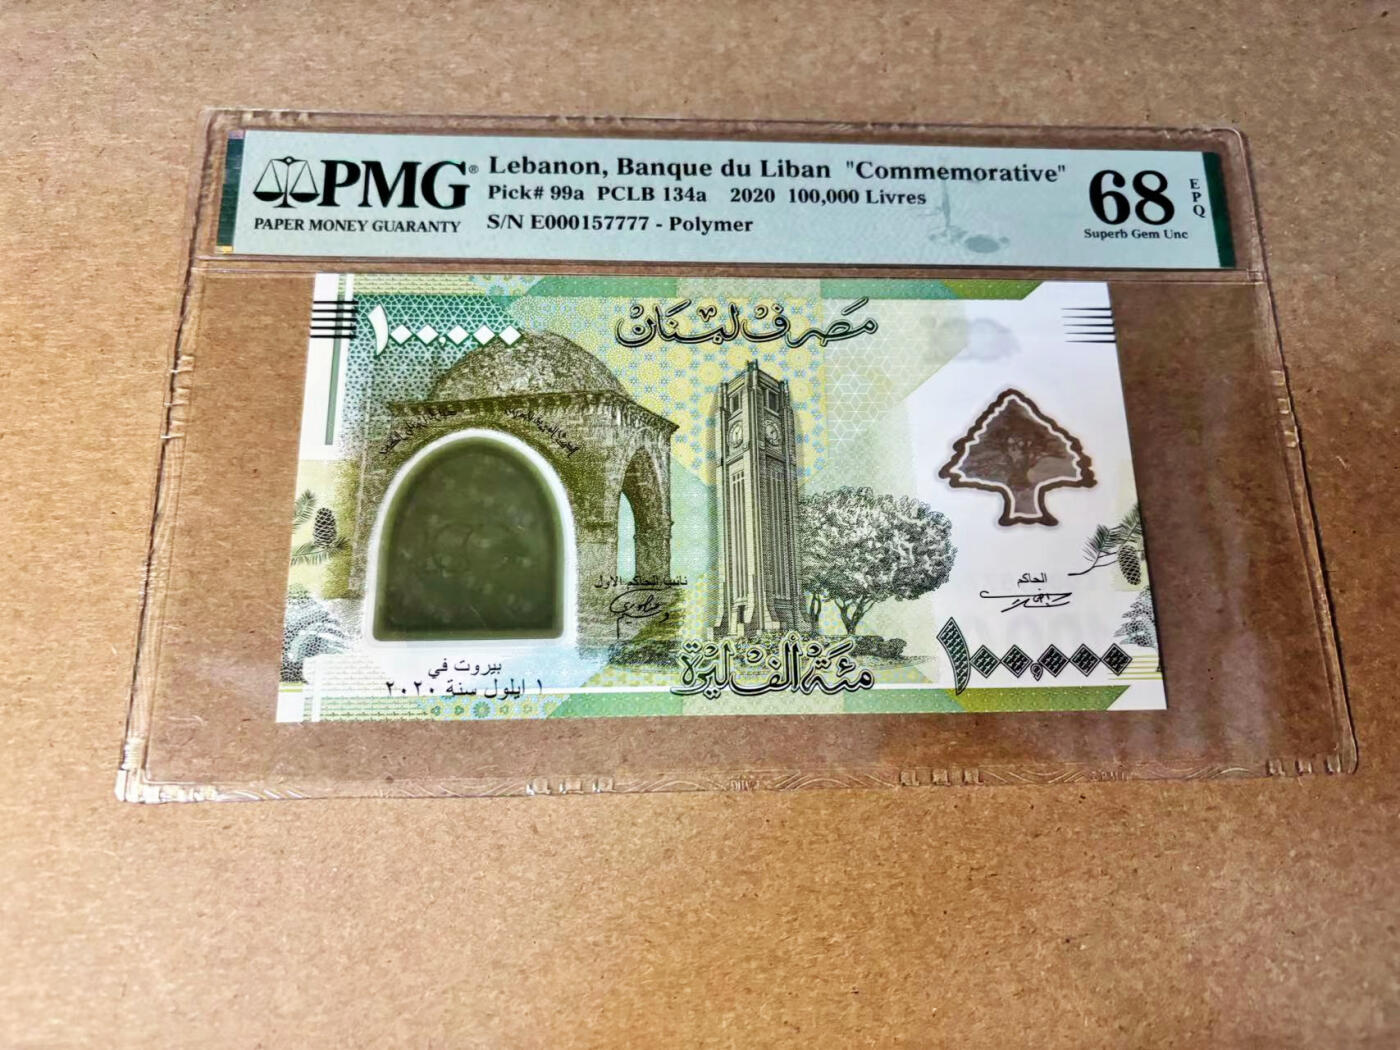 PMG®
PAPER MONEY GUARANTY
Lebanon, Banque du Liban "Commemorative"
Pick# 99a PCLB 134a 2020 100,000 Livres
S/N E000157777 - Polymer
68
EPQ
Superb Gem Unc
١٠٠,٠٠٠
مصرف لبنان
نائب الحاكم الاول
الحاكم
بيروت في
١ ايلول سنة ٢٠٢٠
مئة الف ليرة
١٠٠,٠٠٠